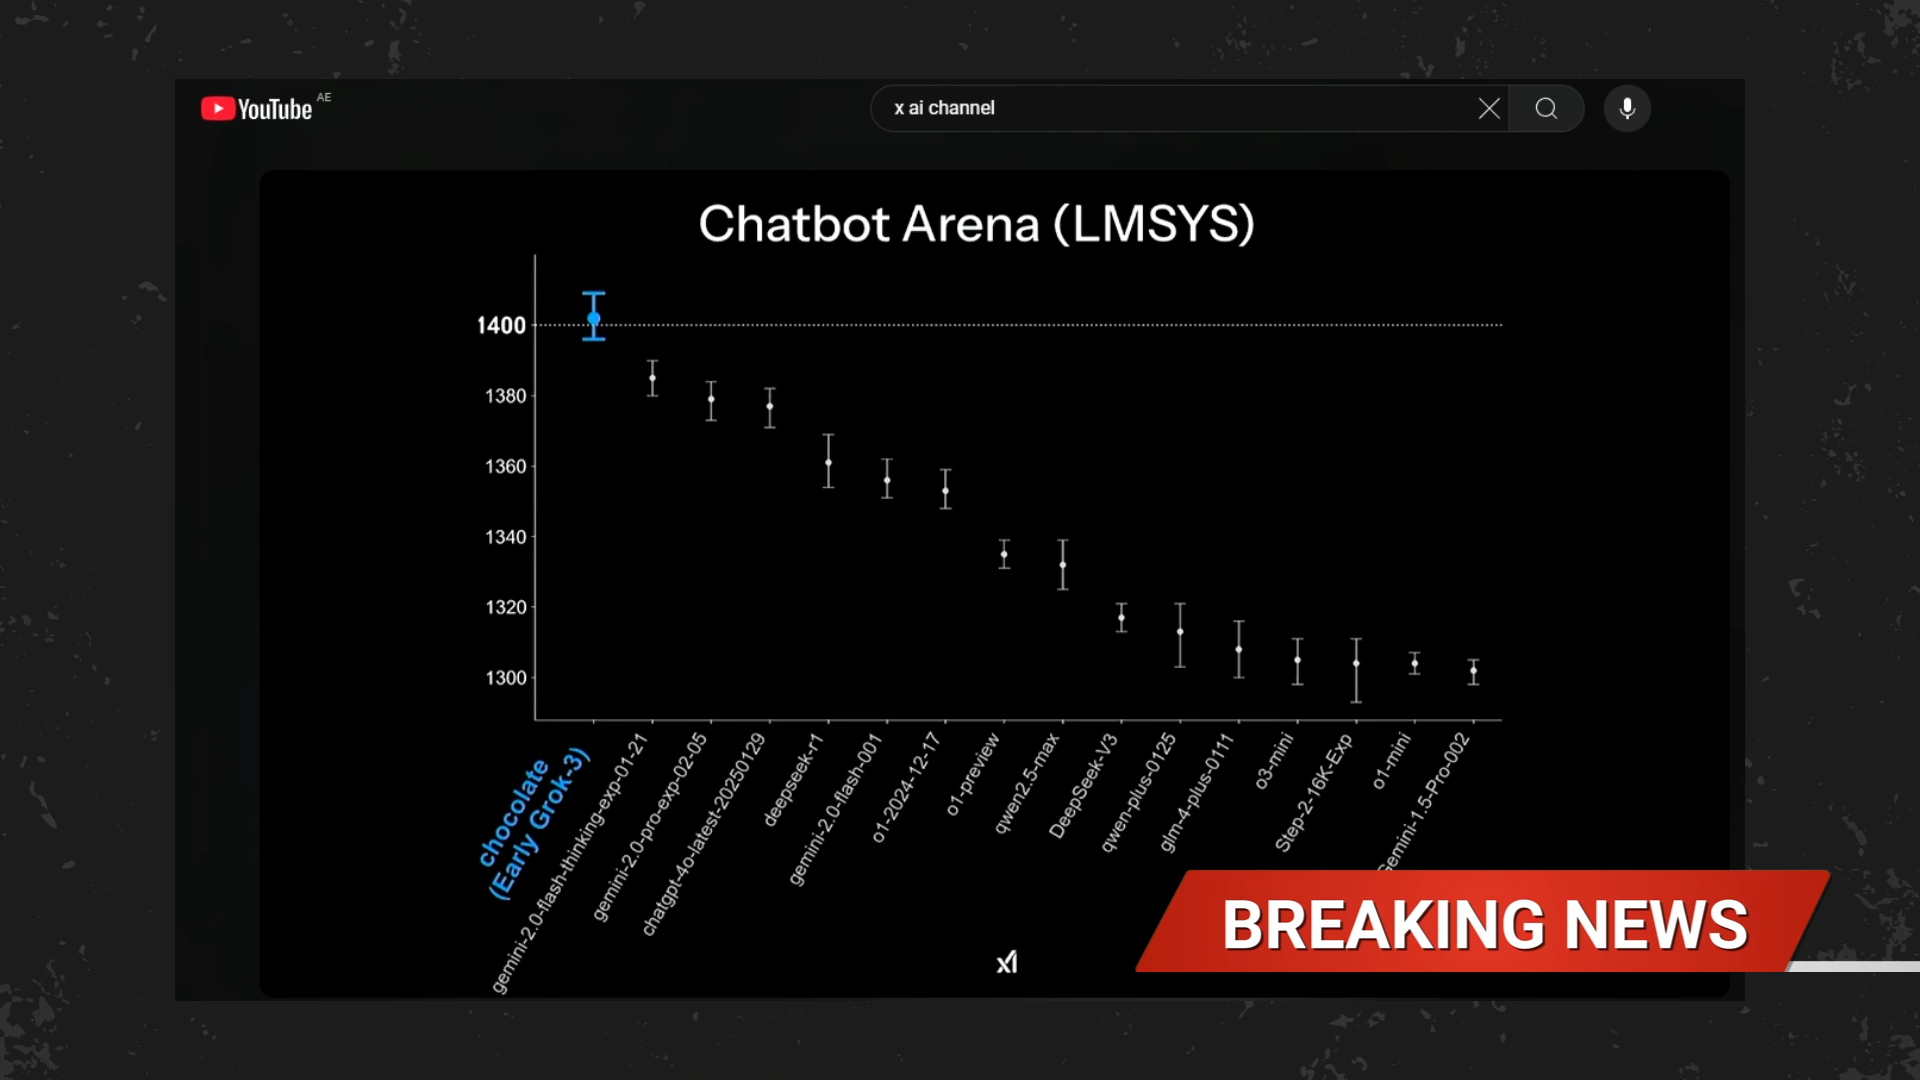 YouTube AE
x ai channel
Chatbot Arena (LMSYS)
1400
1380
1360
1340
1320
1300
chocolate
(Early Grok-3)
gemini-2.0-flash-thinking-exp-01-21
gemini-2.0-pro-exp-02-05
chatgpt-4o-latest-20250129
deepseek-r1
gemini-2.0-flash-001
o1-2024-12-17
o1-preview
qwen2.5-max
DeepSeek-V3
qwen-plus-0125
glm-4-plus-0111
o3-mini
Step-2-16K-Exp
o1-mini
Gemini-1.5-Pro-002
xI
BREAKING NEWS